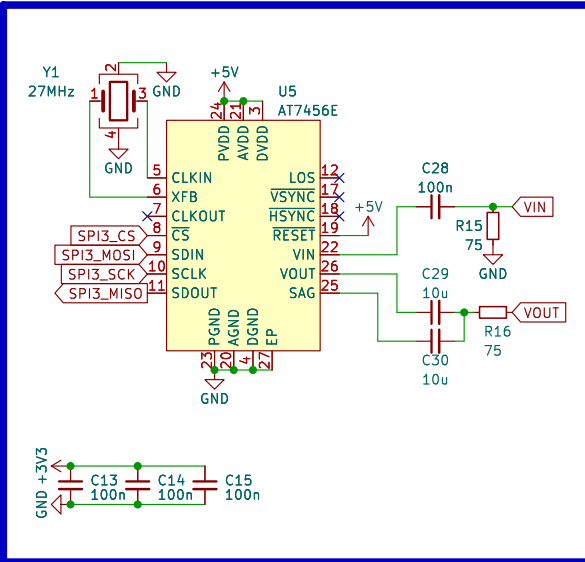 Y1
27MHz
2
1
3
4
GND
GND
+5V
U5
AT7456E
24
21
3
PVDD
AVDD
DVDD
5 CLKIN
6 XFB
7 CLKOUT
8 CS
9 SDIN
10 SCLK
11 SDOUT
SPI3_CS
SPI3_MOSI
SPI3_SCK
SPI3_MISO
LOS 12
VSYNC 17
HSYNC 18
RESET 19
VIN 22
VOUT 26
SAG 25
+5V
PGND
AGND
DGND
EP
23
20
4
27
GND
C28
100n
VIN
R15
75
GND
C29
10u
VOUT
R16
75
C30
10u
+3V3
GND
C13
100n
C14
100n
C15
100n